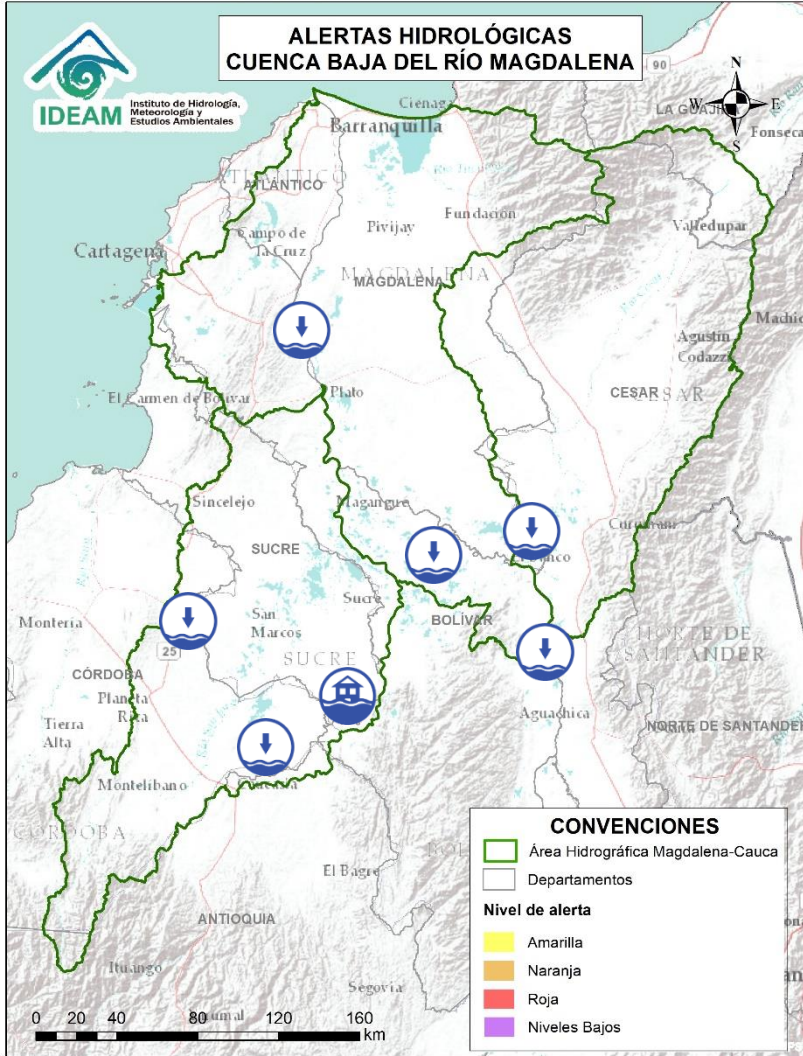 ALERTAS HIDROLÓGICAS
CUENCA BAJA DEL RÍO MAGDALENA
IDEAM
Instituto de Hidrología,
Meteorología y
Estudios Ambientales
N
W
E
S
90
LA GUAJIRA
Fonseca
Ciénaga
Barranquilla
ATLÁNTICO
ATLÁNTICO
Fundación
Pivijay
Campo de
la Cruz
Valledupar
Cartagena
MAGDALENA
MAGDALENA
Agustín
Codazzi
CESAR
CESAR
El Carmen de Bolívar
Plato
Sincelejo
Magangué
Curumaní
SUCRE
Sucre
Montería
San
Marcos
BOLÍVAR
NORTE DE
SANTANDER
25
SUCRE
CÓRDOBA
Planeta
Rica
Tierra
Alta
Aguachica
NORTE DE SANTANDER
Montelíbano
CÓRDOBA
El Bagre
ANTIOQUIA
Ituango
Segovia
0 10 20 40 80 120 160
km
CONVENCIONES
Área Hidrográfica Magdalena-Cauca
Departamentos
Nivel de alerta
Amarilla
Naranja
Roja
Niveles Bajos